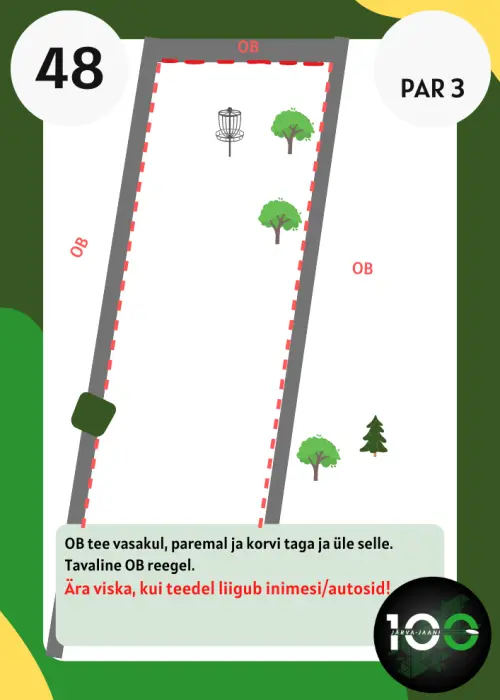 48
PAR 3
OB
OB
OB
OB tee vasakul, paremal ja korvi taga ja üle selle.
Tavaline OB reegel.
Ära viska, kui teedel liigub inimesi/autosid!
100
JÄRVA-JAANI